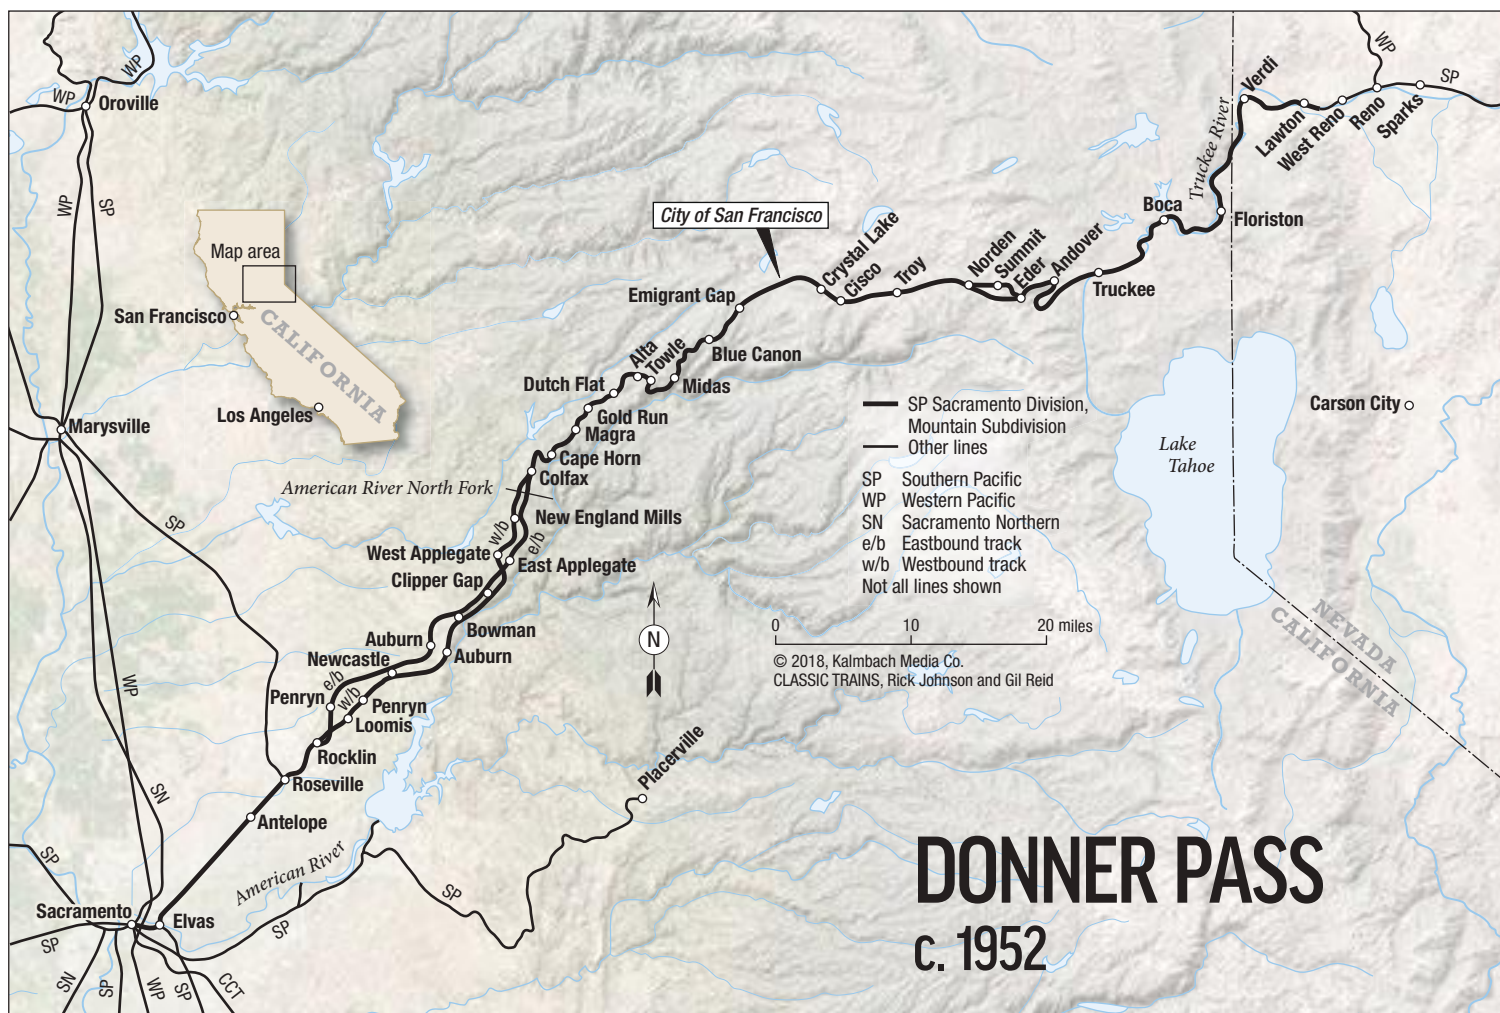 WP
WP
Oroville
WP
SP
Map area
San Francisco
CALIFORNIA
Los Angeles
Marysville
SP
WP
SN
City of San Francisco
Emigrant Gap
Crystal Lake
Cisco
Troy
Norden
Summit
Eder
Andover
Truckee
Boca
Truckee River
Floriston
Verdi
Lawton
West Reno
Reno
Sparks
WP
SP
Blue Canon
Alta
Towle
Midas
Dutch Flat
Gold Run
Magra
Cape Horn
Colfax
American River North Fork
New England Mills
w/b
e/b
West Applegate
East Applegate
Clipper Gap
Bowman
Auburn
Auburn
Newcastle
e/b
w/b
Penryn
Penryn
Loomis
Rocklin
Roseville
Antelope
American River
Sacramento
Elvas
SP
SP
SN
SP
WP
SP
CCT
SP
SP
Placerville
N
SP Sacramento Division,
Mountain Subdivision
Other lines
SP Southern Pacific
WP Western Pacific
SN Sacramento Northern
e/b Eastbound track
w/b Westbound track
Not all lines shown
0 10 20 miles
© 2018, Kalmbach Media Co.
CLASSIC TRAINS, Rick Johnson and Gil Reid
Lake
Tahoe
Carson City
NEVADA
CALIFORNIA
DONNER PASS
c. 1952